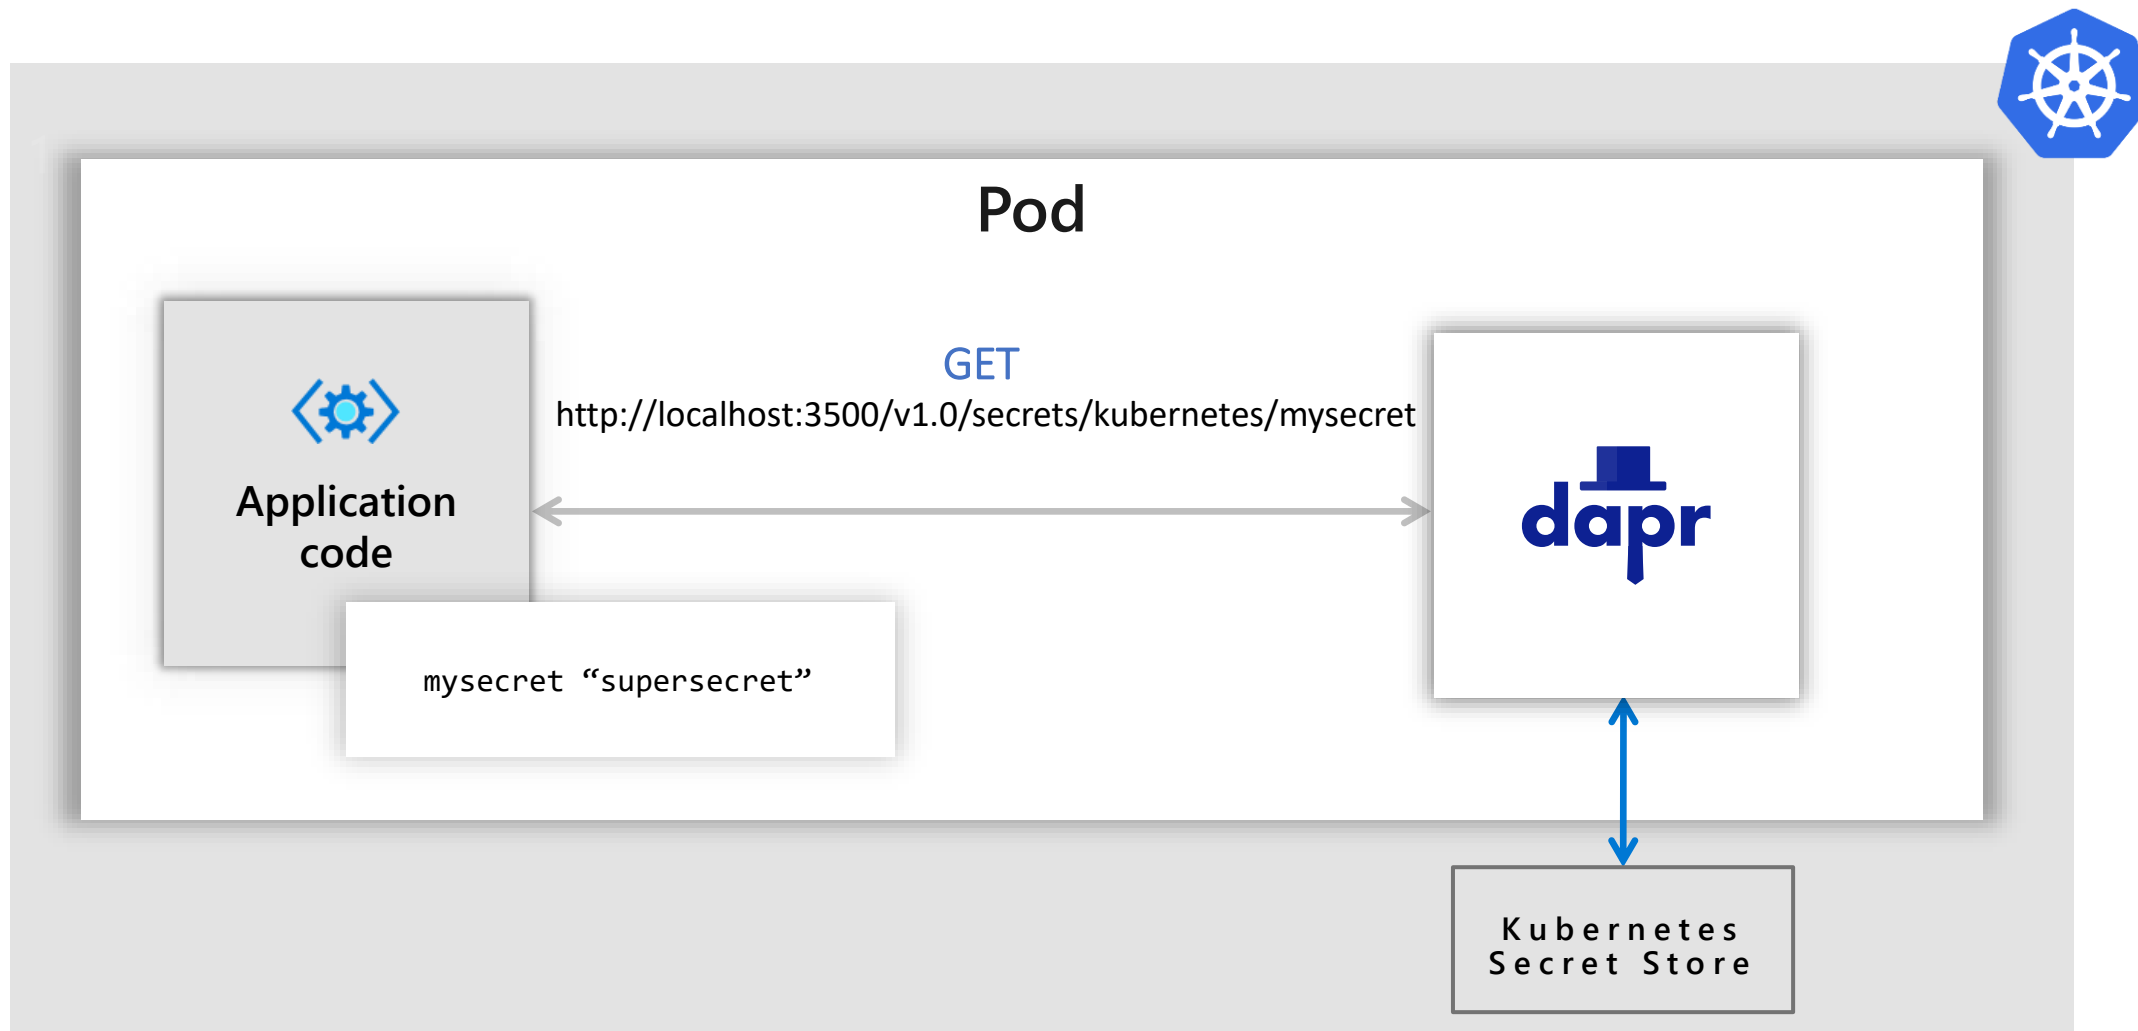 Pod
GET
http://localhost:3500/v1.0/secrets/kubernetes/mysecret
Application
code
dapr
mysecret “supersecret”
Kubernetes
Secret Store